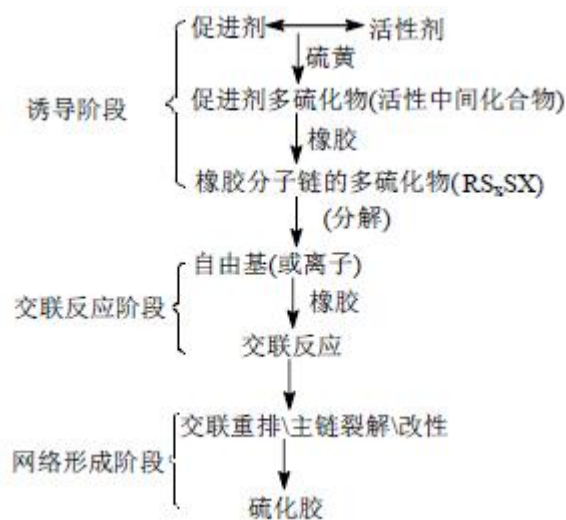 促进剂 活性剂
硫黄
诱导阶段
促进剂多硫化物(活性中间化合物)
橡胶
橡胶分子链的多硫化物(RSxSX)
(分解)
自由基(或离子)
交联反应阶段
橡胶
交联反应
交联重排\主链裂解\改性
网络形成阶段
硫化胶